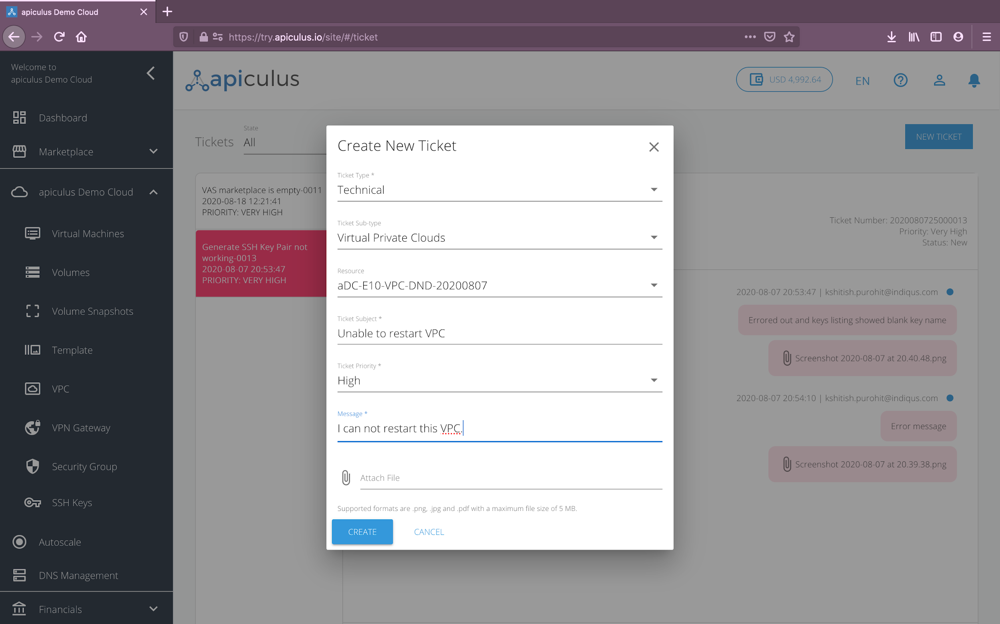 apiculus Demo Cloud
https://try.apiculus.io/site/#/ticket
Welcome to
apiculus Demo Cloud
Dashboard
Marketplace
apiculus Demo Cloud
Virtual Machines
Volumes
Volume Snapshots
Template
VPC
VPN Gateway
Security Group
SSH Keys
Autoscale
DNS Management
Financials
apiculus
USD 4,992.64
EN
Tickets
State
All
NEW TICKET
VAS marketplace is empty-0011
2020-08-18 12:21:41
PRIORITY: VERY HIGH
Generate SSH Key Pair not
working-0013
2020-08-07 20:53:47
PRIORITY: VERY HIGH
Create New Ticket
Ticket Type *
Technical
Ticket Sub-type
Virtual Private Clouds
Resource
aDC-E10-VPC-DND-20200807
Ticket Subject *
Unable to restart VPC
Ticket Priority *
High
Message *
I can not restart this VPC.
Attach File
Supported formats are .png, .jpg and .pdf with a maximum file size of 5 MB.
CREATE
CANCEL
Ticket Number: 2020080725000013
Priority: Very High
Status: New
2020-08-07 20:53:47 | kshitish.purohit@indiqus.com
Errored out and keys listing showed blank key name
Screenshot 2020-08-07 at 20.40.48.png
2020-08-07 20:54:10 | kshitish.purohit@indiqus.com
Error message
Screenshot 2020-08-07 at 20.39.38.png